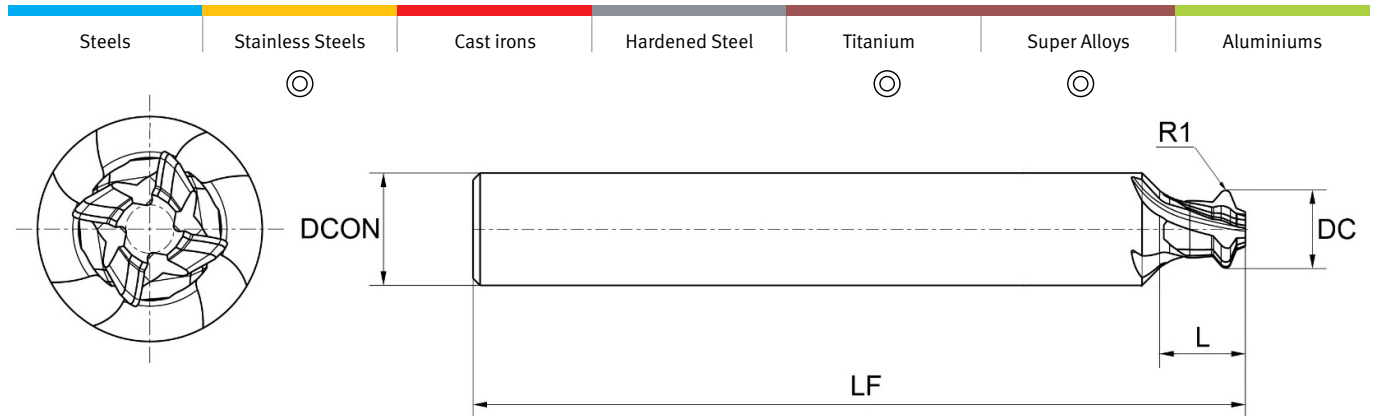 Steels Stainless Steels Cast irons Hardened Steel Titanium Super Alloys Aluminiums
R1
DCON
DC
L
LF